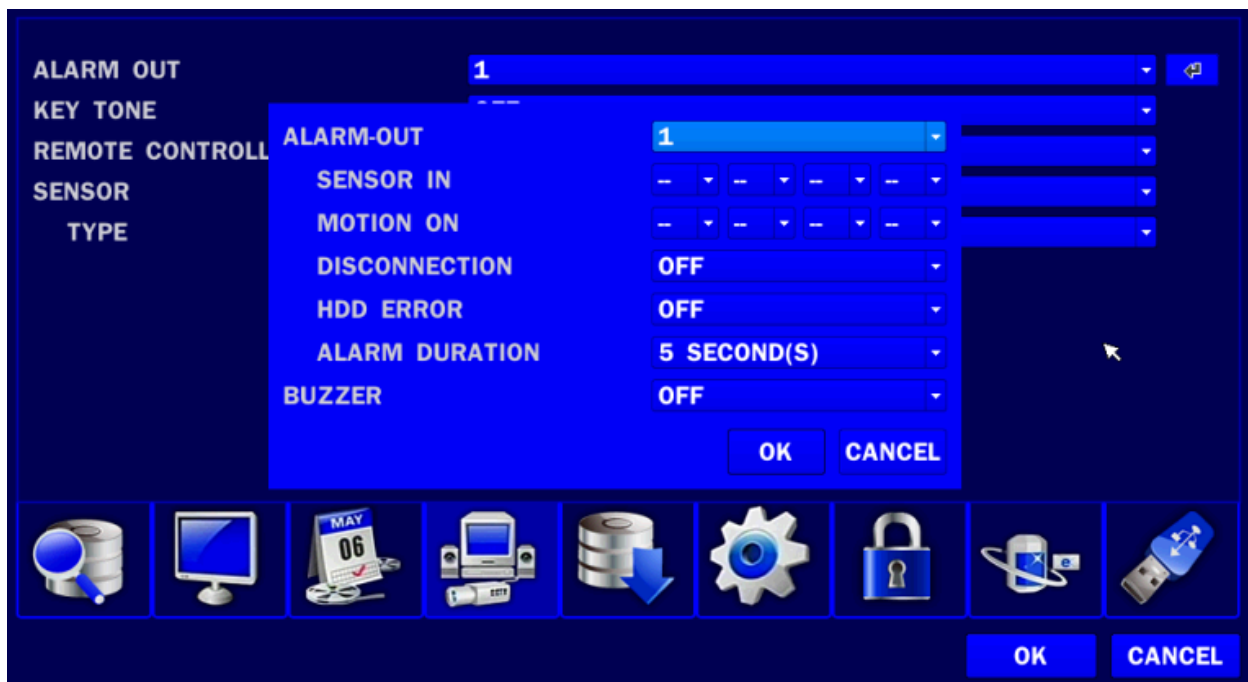 ALARM OUT 1
KEY TONE
REMOTE CONTROLL
SENSOR
TYPE
ALARM-OUT 1
SENSOR IN -- -- -- --
MOTION ON -- -- -- --
DISCONNECTION OFF
HDD ERROR OFF
ALARM DURATION 5 SECOND(S)
BUZZER OFF
OK CANCEL
MAY
06
CCTV
e
OK CANCEL